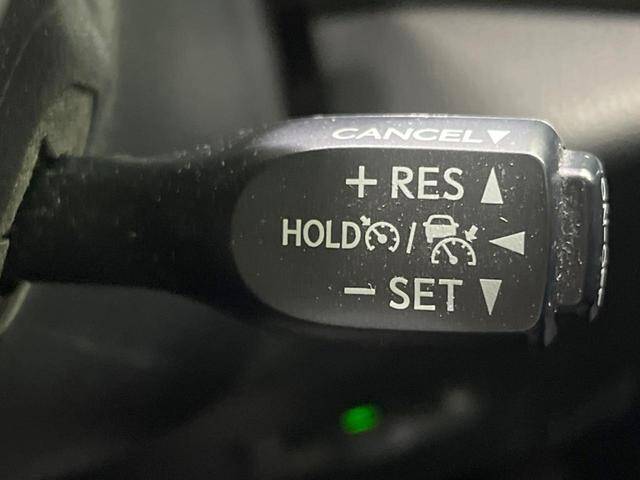 CANCEL
+ RES
HOLD /
− SET